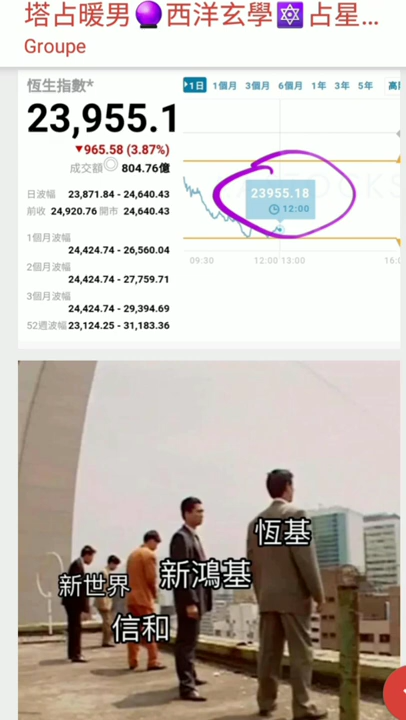 塔占暖男🔮西洋玄學🔯占星...
Groupe
恆生指數*
23,955.1
▼965.58 (3.87%)
成交額 804.76億
日波幅 23,871.84 - 24,640.43
前收 24,920.76 開市 24,640.43
1個月波幅
24,424.74 - 26,560.04
2個月波幅
24,424.74 - 27,759.71
3個月波幅
24,424.74 - 29,394.69
52週波幅 23,124.25 - 31,183.36
1日 1個月 3個月 6個月 1年 3年 5年
23955.18
12:00
09:30 12:00 13:00 16:0
恆基
新鴻基
新世界
信和